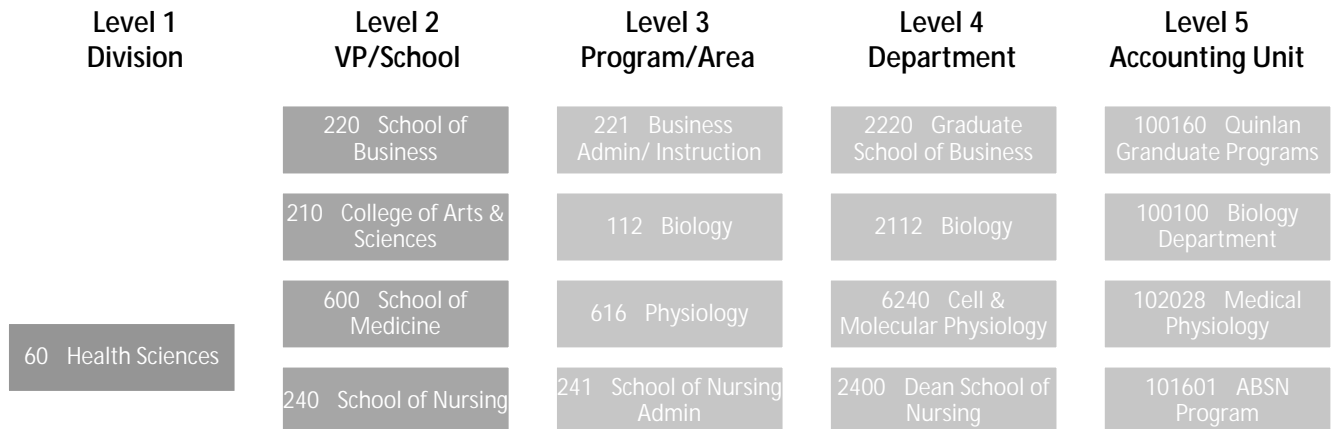 Level 1
Division
Level 2
VP/School
Level 3
Program/Area
Level 4
Department
Level 5
Accounting Unit
220 School of
Business
221 Business
Admin/ Instruction
2220 Graduate
School of Business
100160 Quinlan
Granduate Programs
210 College of Arts &
Sciences
112 Biology
2112 Biology
100100 Biology
Department
60 Health Sciences
600 School of
Medicine
616 Physiology
6240 Cell &
Molecular Physiology
102028 Medical
Physiology
240 School of Nursing
241 School of Nursing
Admin
2400 Dean School of
Nursing
101601 ABSN
Program